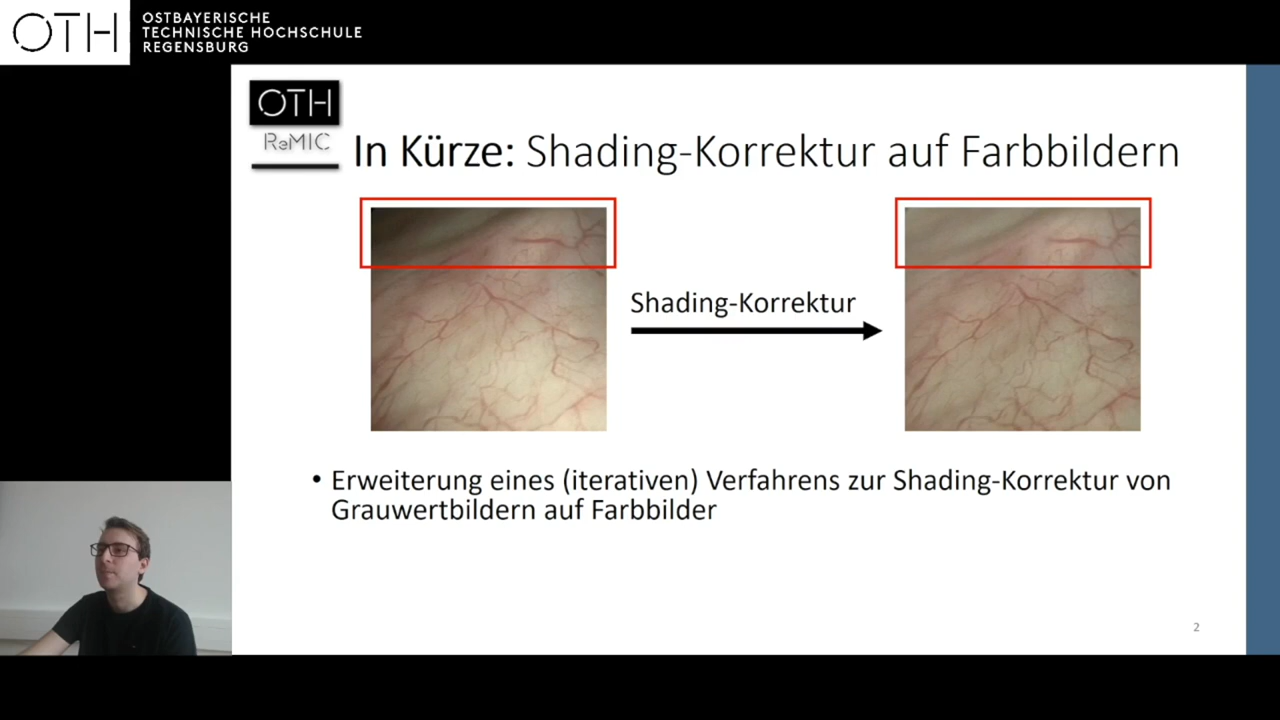 OTH
OSTBAYERISCHE
TECHNISCHE HOCHSCHULE
REGENSBURG
OTH
ReMIC
In Kürze: Shading-Korrektur auf Farbbildern
Shading-Korrektur
• Erweiterung eines (iterativen) Verfahrens zur Shading-Korrektur von
Grauwertbildern auf Farbbilder
2